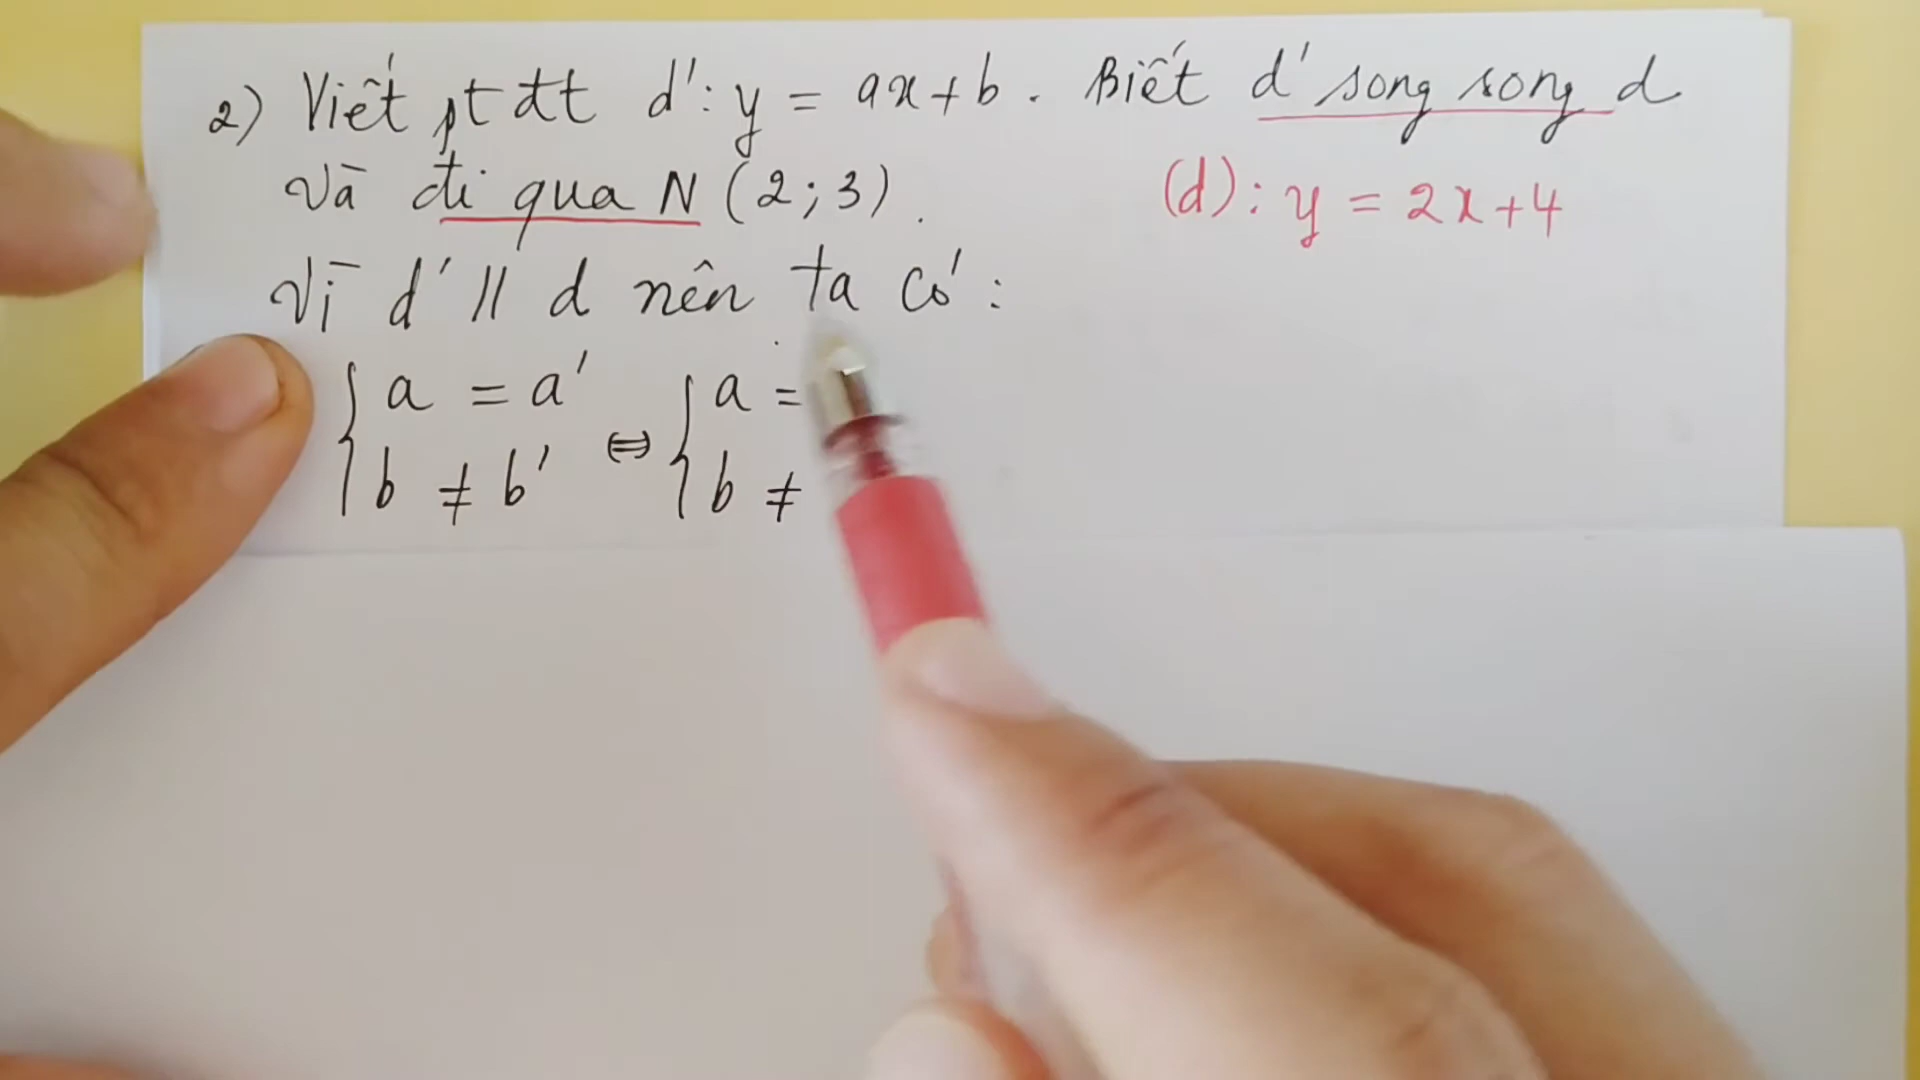 2) Viết pt đt d': y = ax + b. Biết d' song song d
Và đi qua N (2; 3). (d): y = 2x + 4
Vì d' // d nên ta có:
{ a = a' ⇔ { a =
{ b ≠ b' { b ≠